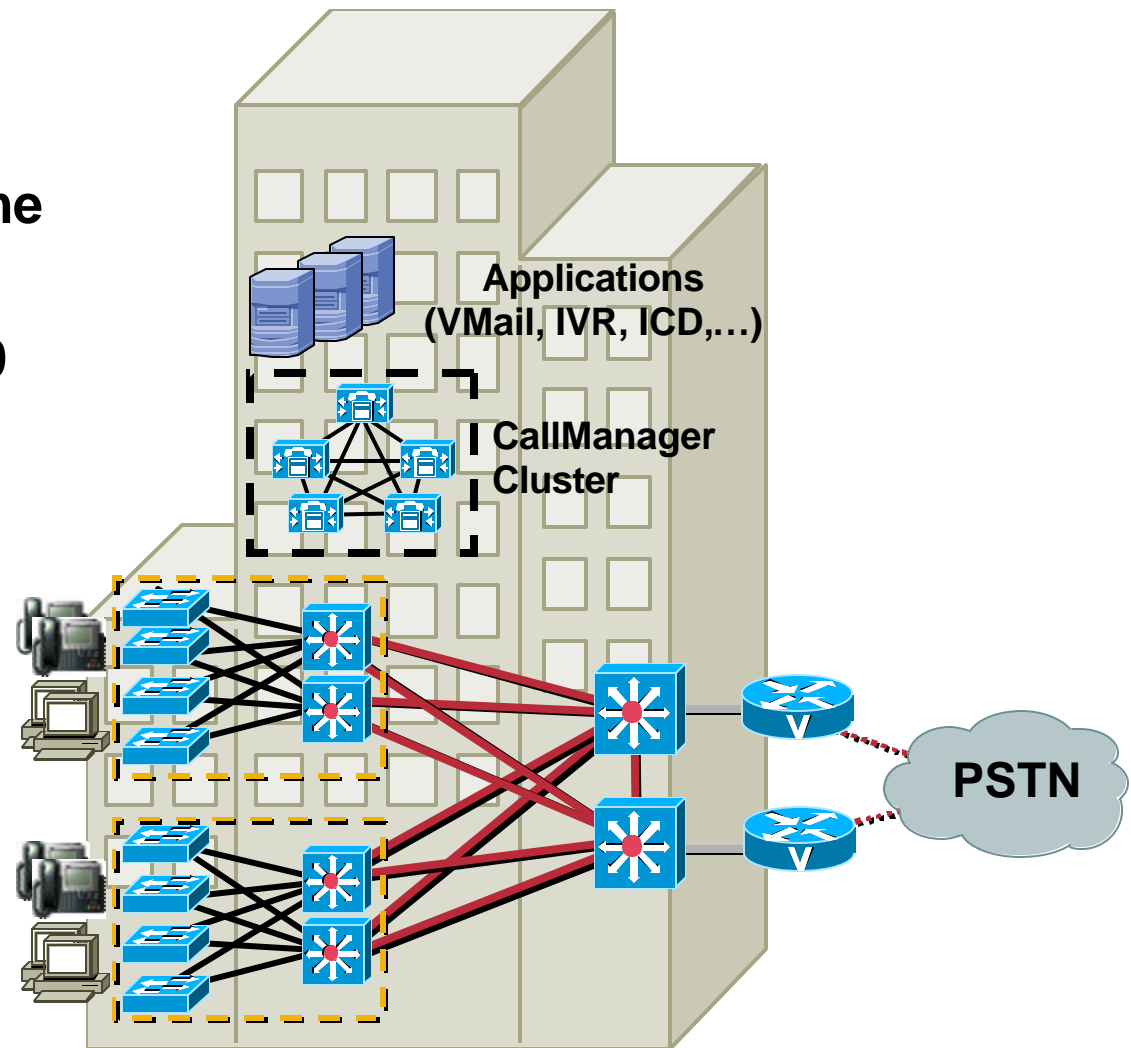 Applications
(VMail, IVR, ICD,…)
CallManager
Cluster
PSTN
V
V